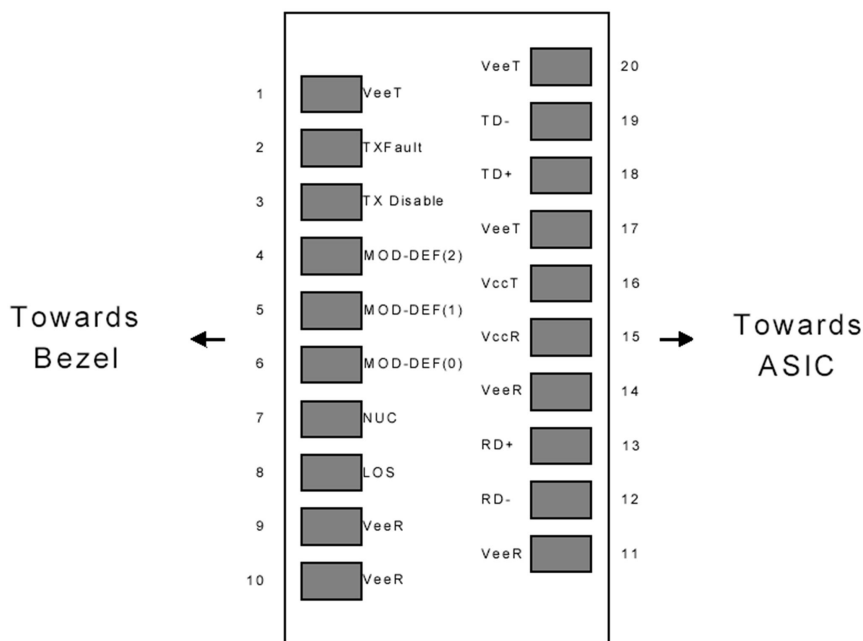 VeeT 20
1 VeeT
TD- 19
2 TXFault
TD+ 18
3 TX Disable
VeeT 17
4 MOD-DEF(2)
VccT 16
5 MOD-DEF(1)
Towards
Bezel
VccR 15
Towards
ASIC
6 MOD-DEF(0)
VeeR 14
7 NUC
RD+ 13
8 LOS
RD- 12
9 VeeR
VeeR 11
10 VeeR